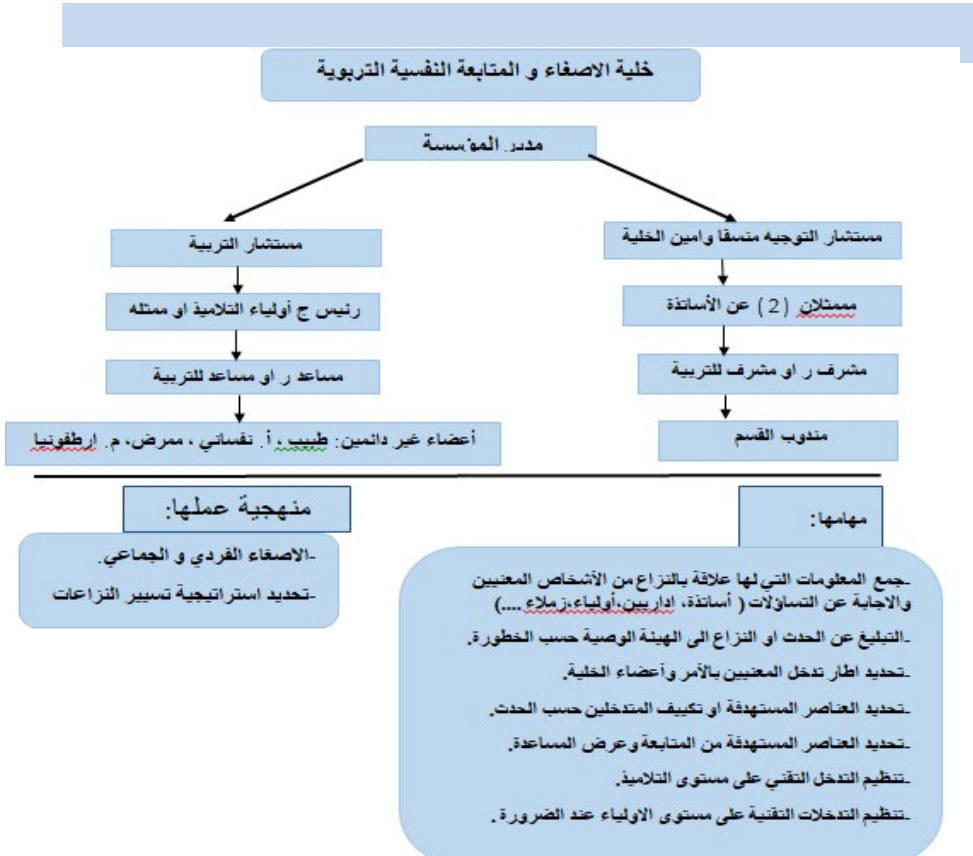 خلية الاصغاء و المتابعة النفسية التربوية
مدير المؤسسة
مستشار التوجيه منسقا وامين الخلية
مستشار التربية
مممثلان (2) عن الأساتذة
رئيس ج أولياء التلاميذ او ممثله
مشرف ر او مشرف للتربية
مساعد ر او مساعد للتربية
مندوب القسم
أعضاء غير دائمين: طبيب، أ. نفساني، ممرض، م. ارطفونيا
مهامها:
منهجية عملها:
-جمع المعلومات التي لها علاقة بالنزاع من الأشخاص المعنيين
والاجابة عن التساؤلات ( أساتذة، اداريين،أولياء،زملاء ....)
-التبليغ عن الحدث او النزاع الى الهيئة الوصية حسب الخطورة.
-تحديد اطار تدخل المعنيين بالأمر وأعضاء الخلية.
-تحديد العناصر المستهدفة او تكييف المتدخلين حسب الحدث.
-تحديد العناصر المستهدفة من المتابعة وعرض المساعدة.
-تنظيم التدخل التقني على مستوى التلاميذ.
-تنظيم التدخلات التقنية على مستوى الاولياء عند الضرورة.
-الاصغاء الفردي و الجماعي.
-تحديد استراتيجية تسيير النزاعات